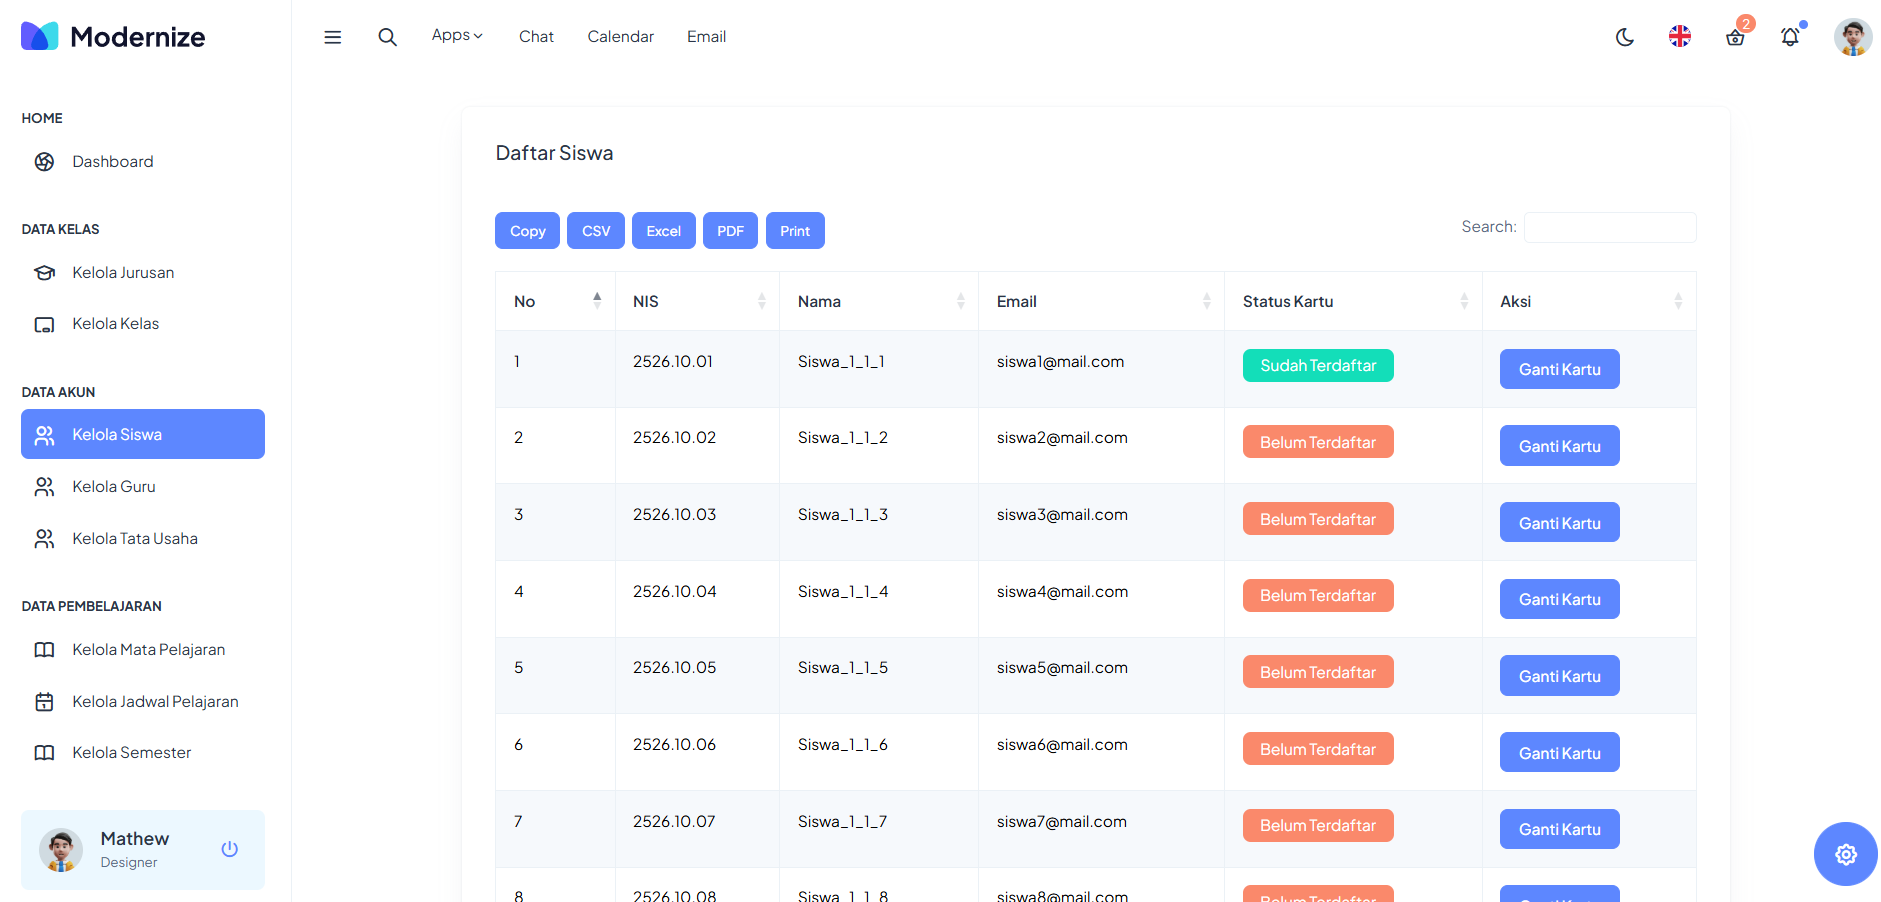 Modernize
Apps Chat Calendar Email
2
HOME
Dashboard
DATA KELAS
Kelola Jurusan
Kelola Kelas
DATA AKUN
Kelola Siswa
Kelola Guru
Kelola Tata Usaha
DATA PEMBELAJARAN
Kelola Mata Pelajaran
Kelola Jadwal Pelajaran
Kelola Semester
Mathew
Designer
Daftar Siswa
Copy CSV Excel PDF Print Search:
No NIS Nama Email Status Kartu Aksi
1 2526.10.01 Siswa_1_1_1 siswa1@mail.com Sudah Terdaftar Ganti Kartu
2 2526.10.02 Siswa_1_1_2 siswa2@mail.com Belum Terdaftar Ganti Kartu
3 2526.10.03 Siswa_1_1_3 siswa3@mail.com Belum Terdaftar Ganti Kartu
4 2526.10.04 Siswa_1_1_4 siswa4@mail.com Belum Terdaftar Ganti Kartu
5 2526.10.05 Siswa_1_1_5 siswa5@mail.com Belum Terdaftar Ganti Kartu
6 2526.10.06 Siswa_1_1_6 siswa6@mail.com Belum Terdaftar Ganti Kartu
7 2526.10.07 Siswa_1_1_7 siswa7@mail.com Belum Terdaftar Ganti Kartu
8 2526.10.08 Siswa_1_1_8 siswa8@mail.com Belum Terdaftar